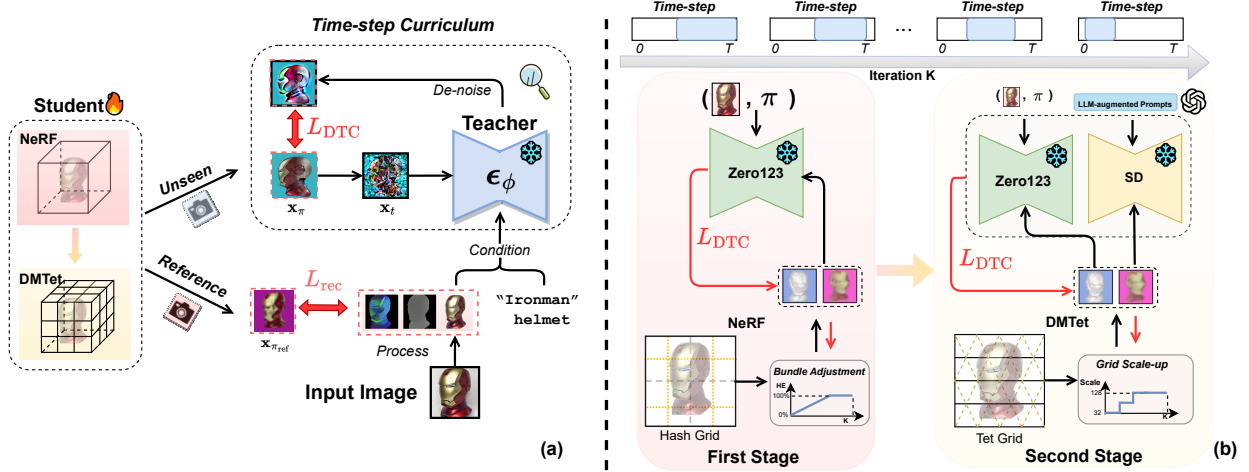 Time-step Curriculum
Student
NeRF
DMTet
Unseen
Reference
De-noise
L_DTC
Teacher
ϵ_ϕ
x_π
x_t
Condition
L_rec
"Ironman"
helmet
x_π_ref
Process
Input Image
(a)
Time-step
0 T
Time-step
0 T
...
Time-step
0 T
Time-step
0 T
Iteration K
( , π )
Zero123
L_DTC
NeRF
Hash Grid
Bundle Adjustment
HE
100%
0%
K
First Stage
( , π )
LLM-augmented Prompts
Zero123
SD
L_DTC
DMTet
Tet Grid
Grid Scale-up
Scale
128
32
K
Second Stage
(b)